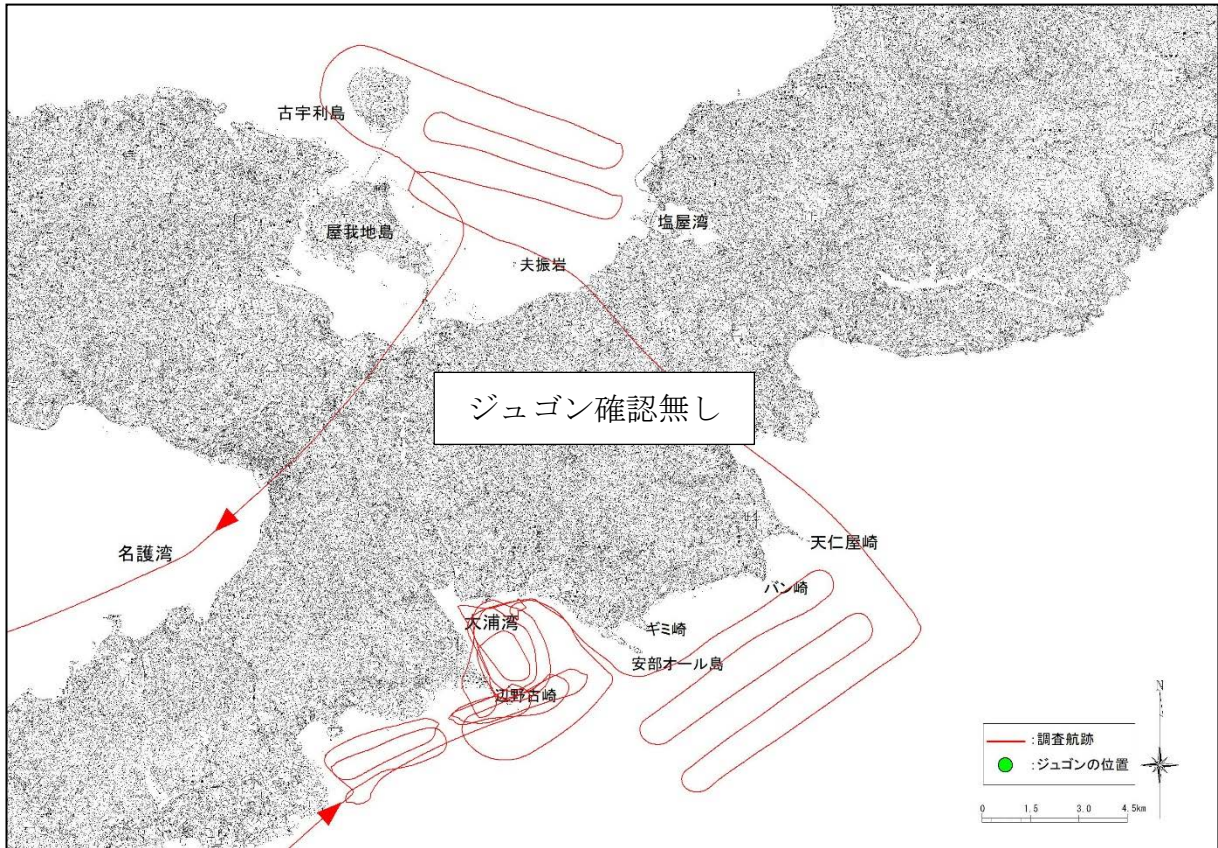 古宇利島
屋我地島
塩屋湾
夫振岩
ジュゴン確認無し
名護湾
天仁屋崎
バン崎
大浦湾
ギミ崎
安部オール島
辺野古崎
N
:調査航跡
:ジュゴンの位置
0 1.5 3.0 4.5km